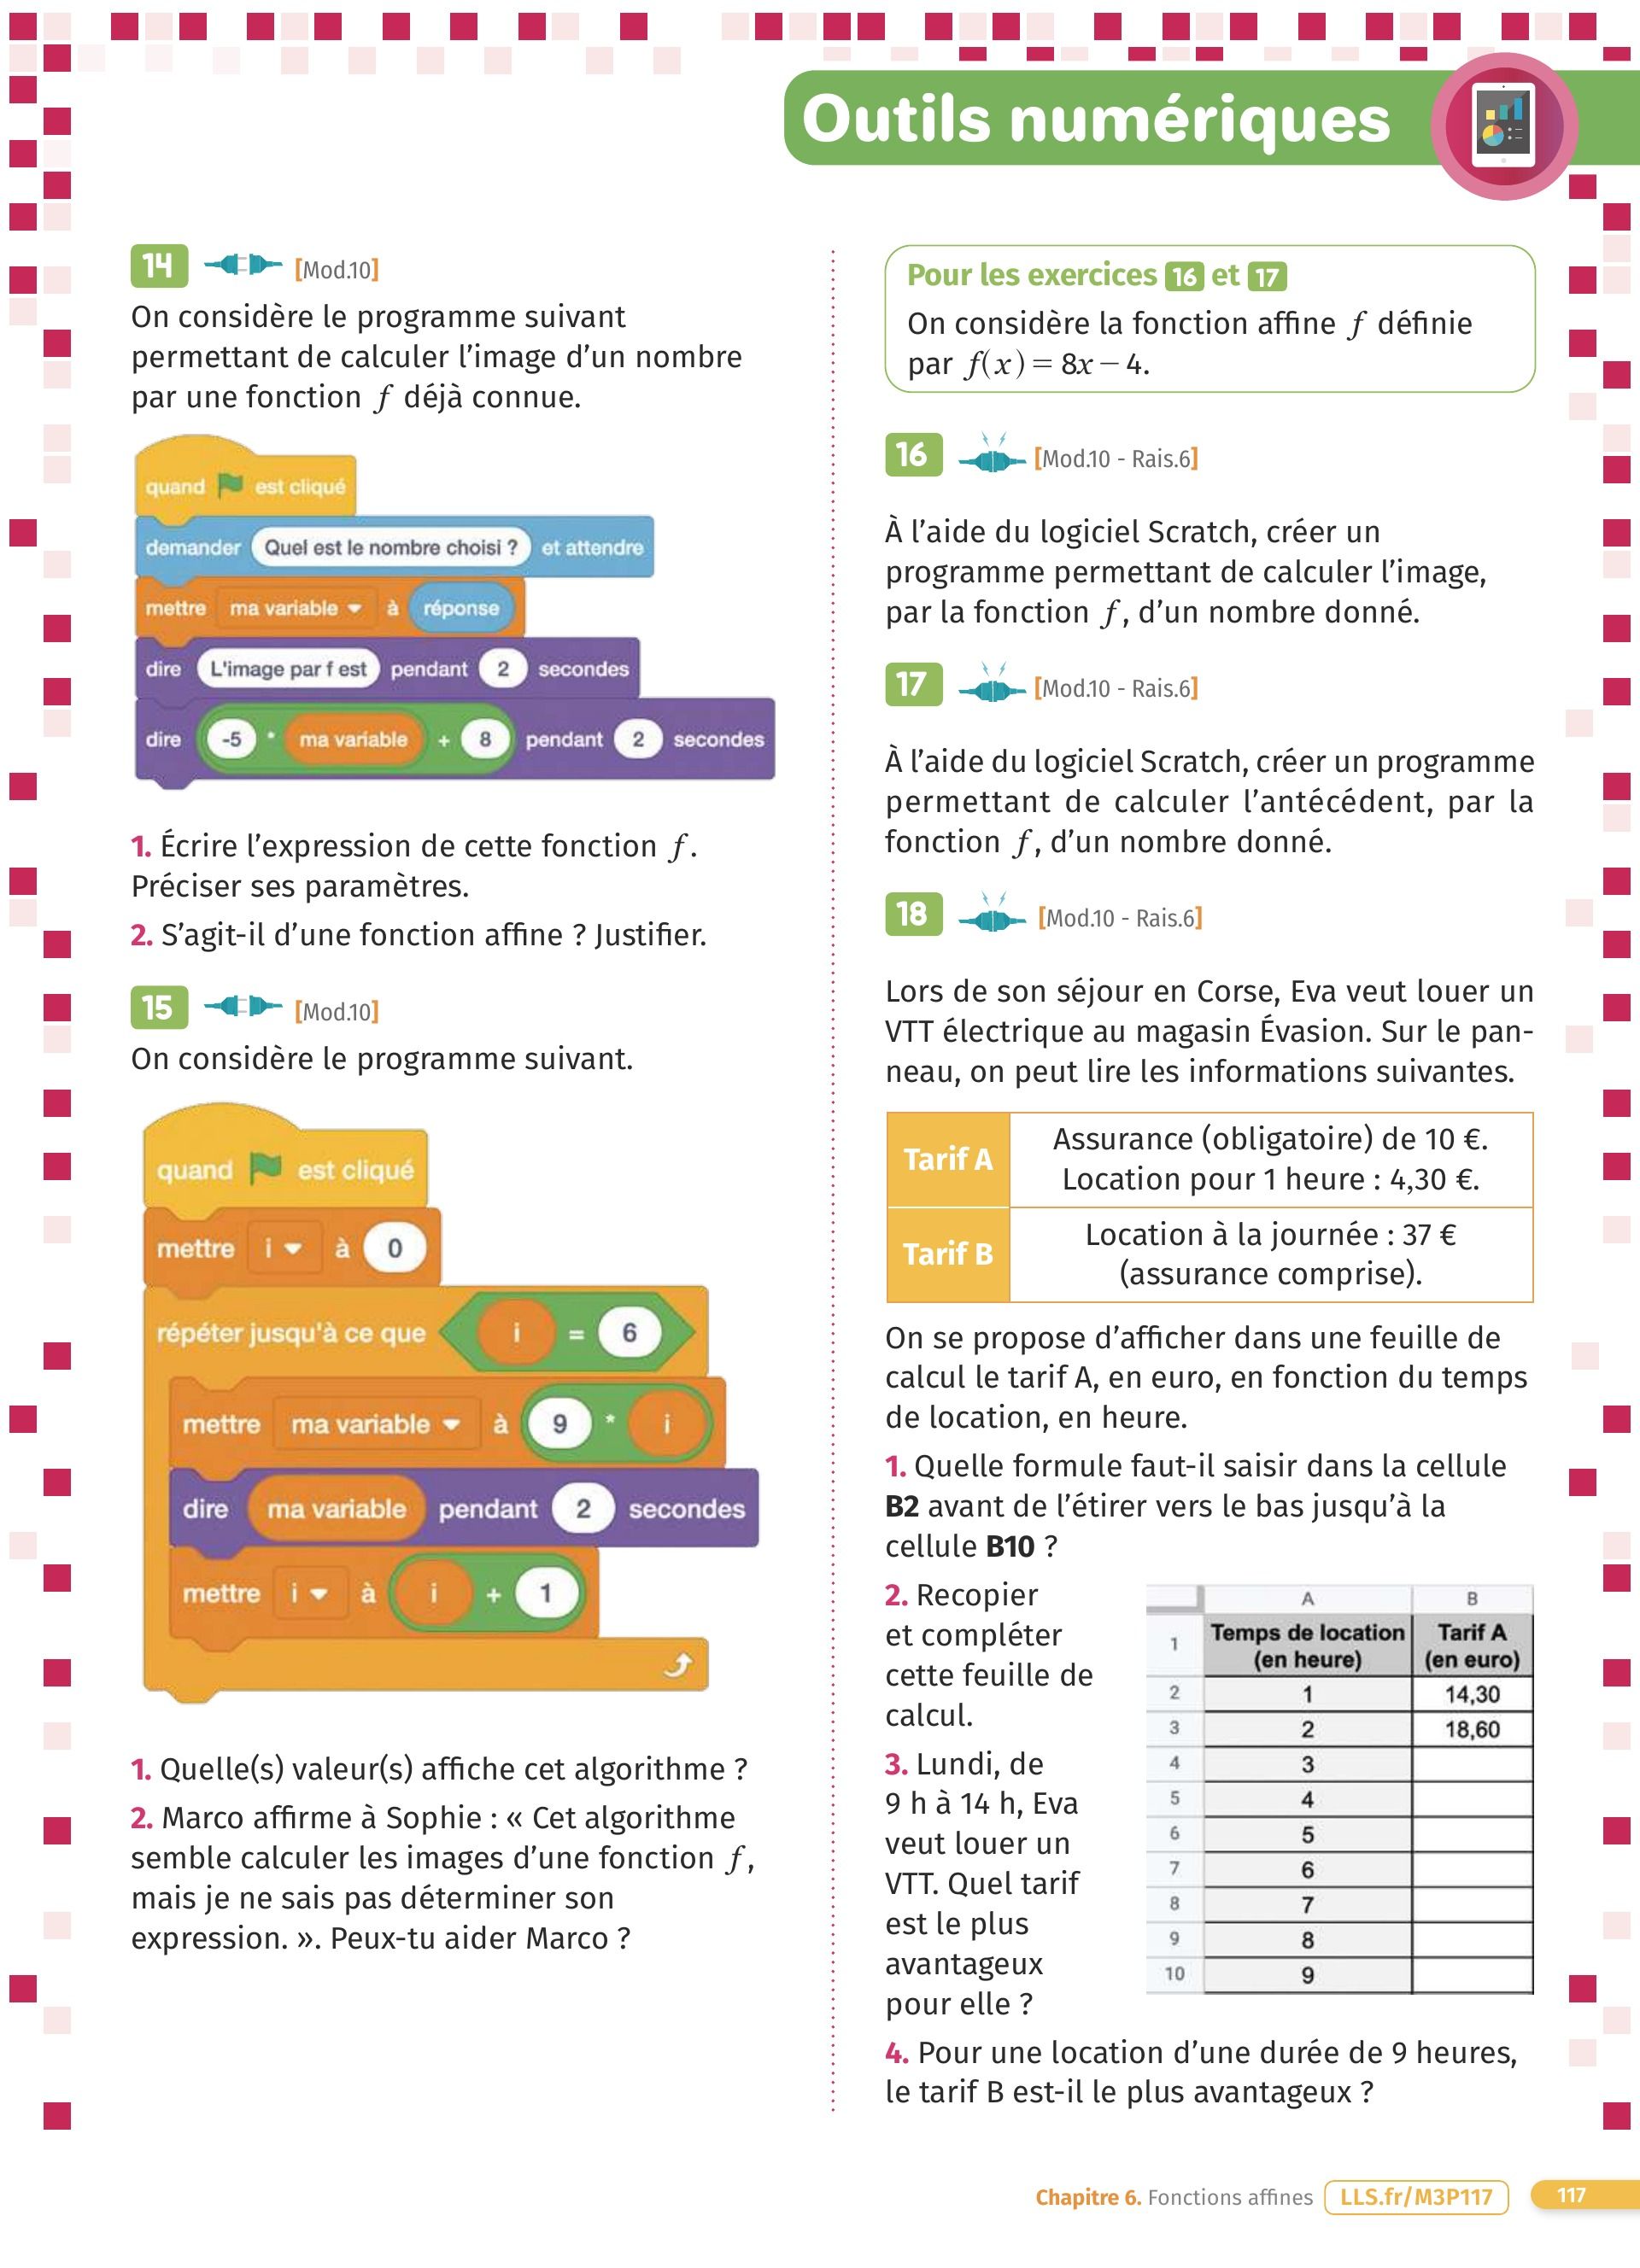 Outils numériques
14 [Mod.10]
On considère le programme suivant
permettant de calculer l'image d'un nombre
par une fonction f déjà connue.
quand est cliqué
demander Quel est le nombre choisi ? et attendre
mettre ma variable à réponse
dire L'image par f est pendant 2 secondes
dire -5 * ma variable + 8 pendant 2 secondes
1. Écrire l'expression de cette fonction f.
Préciser ses paramètres.
2. S'agit-il d'une fonction affine ? Justifier.
15 [Mod.10]
On considère le programme suivant.
quand est cliqué
mettre i à 0
répéter jusqu'à ce que i = 6
mettre ma variable à 9 * i
dire ma variable pendant 2 secondes
mettre i à i + 1
1. Quelle(s) valeur(s) affiche cet algorithme ?
2. Marco affirme à Sophie : « Cet algorithme
semble calculer les images d'une fonction f,
mais je ne sais pas déterminer son
expression. ». Peux-tu aider Marco ?
Pour les exercices 16 et 17
On considère la fonction affine f définie
par f(x) = 8x − 4.
16 [Mod.10 - Rais.6]
À l'aide du logiciel Scratch, créer un
programme permettant de calculer l'image,
par la fonction f, d'un nombre donné.
17 [Mod.10 - Rais.6]
À l'aide du logiciel Scratch, créer un programme
permettant de calculer l'antécédent, par la
fonction f, d'un nombre donné.
18 [Mod.10 - Rais.6]
Lors de son séjour en Corse, Eva veut louer un
VTT électrique au magasin Évasion. Sur le pan-
neau, on peut lire les informations suivantes.
Tarif A
Assurance (obligatoire) de 10 €.
Location pour 1 heure : 4,30 €.
Tarif B
Location à la journée : 37 €
(assurance comprise).
On se propose d'afficher dans une feuille de
calcul le tarif A, en euro, en fonction du temps
de location, en heure.
1. Quelle formule faut-il saisir dans la cellule
B2 avant de l'étirer vers le bas jusqu'à la
cellule B10 ?
2. Recopier
et compléter
cette feuille de
calcul.
3. Lundi, de
9 h à 14 h, Eva
veut louer un
VTT. Quel tarif
est le plus
avantageux
pour elle ?
A B
1 Temps de location Tarif A
(en heure) (en euro)
2 1 14,30
3 2 18,60
4 3
5 4
6 5
7 6
8 7
9 8
10 9
4. Pour une location d'une durée de 9 heures,
le tarif B est-il le plus avantageux ?
Chapitre 6. Fonctions affines LLS.fr/M3P117 117